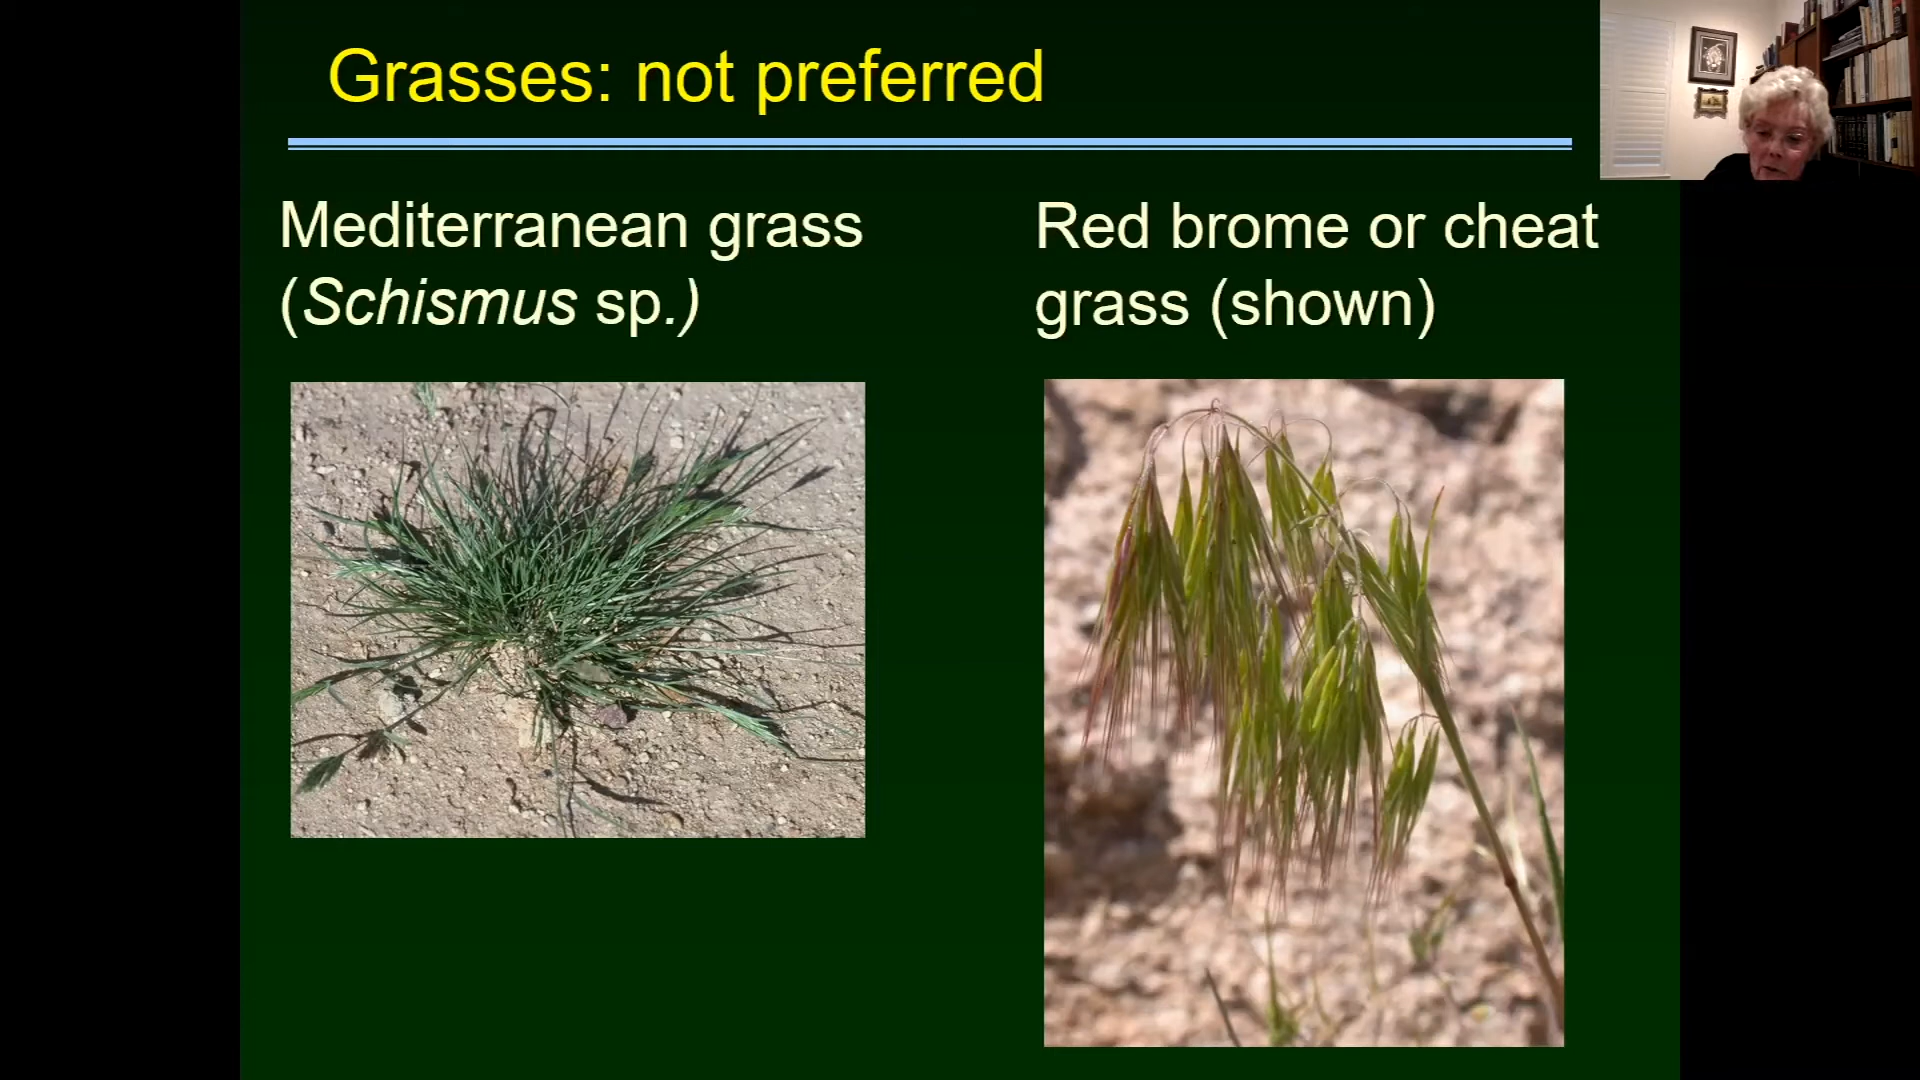 Grasses: not preferred
Mediterranean grass
(Schismus sp.)
Red brome or cheat
grass (shown)